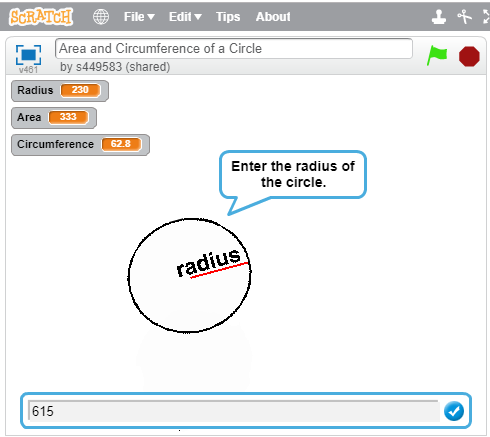 SCRATCH File Edit Tips About
Area and Circumference of a Circle
by s449583 (shared)
v461
Radius 230
Area 333
Circumference 62.8
Enter the radius of
the circle.
radius
615